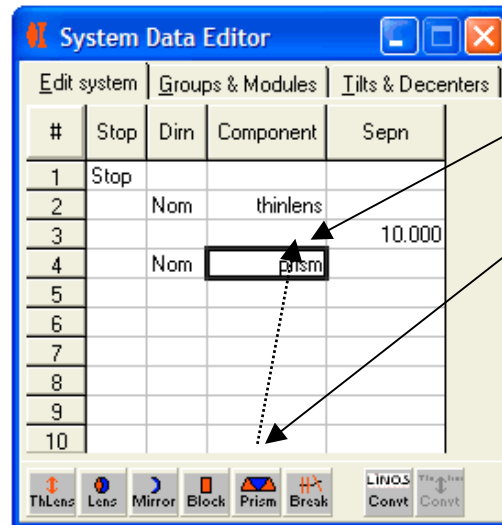 System Data Editor
Edit system Groups & Modules Tilts & Decenters
# Stop Dirn Component Sepn
1 Stop
2 Nom thinlens
3 10.000
4 Nom prism
5
6
7
8
9
10
ThLens Lens Mirror Block Prism Break LINOS Convt Convt